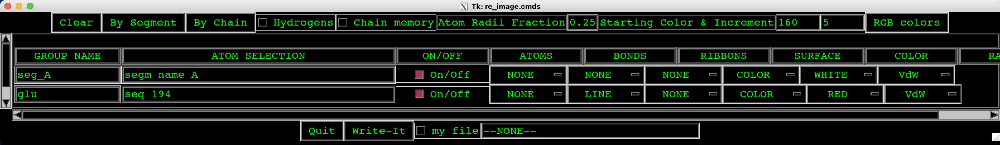 Tk: re_image.cmds
Clear By Segment By Chain Hydrogens Chain memory Atom Radii Fraction 0.25 Starting Color & Increment 160 5 RGB colors
GROUP NAME ATOM SELECTION ON/OFF ATOMS BONDS RIBBONS SURFACE COLOR RA
seg_A segm name A On/Off NONE NONE NONE COLOR WHITE VdW
glu seq 194 On/Off NONE LINE NONE COLOR RED VdW
Quit Write-It my file --NONE--